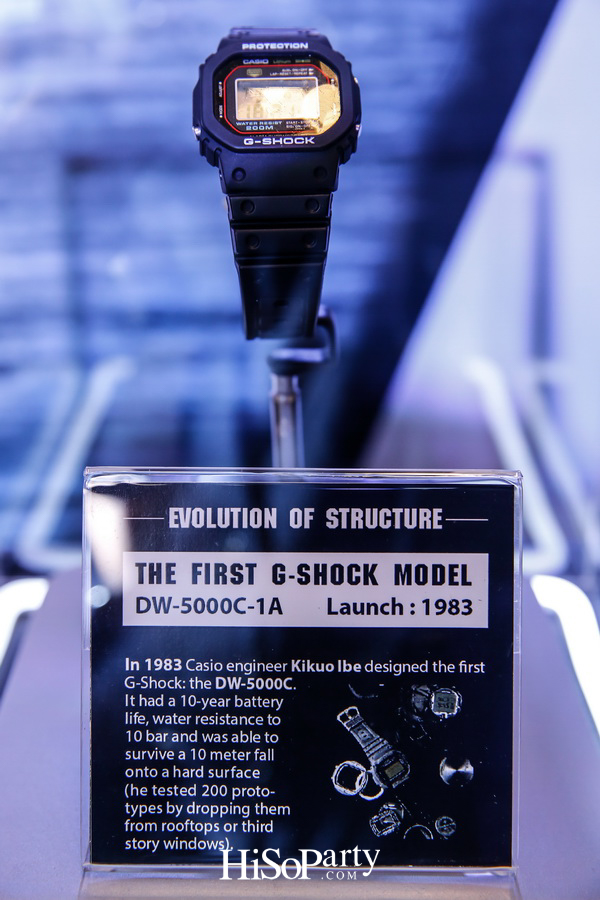 PROTECTION
CASIO
WATER RESIST
200M
G-SHOCK
EVOLUTION OF STRUCTURE
THE FIRST G-SHOCK MODEL
DW-5000C-1A Launch : 1983
In 1983 Casio engineer Kikuo Ibe designed the first
G-Shock: the DW-5000C.
It had a 10-year battery
life, water resistance to
10 bar and was able to
survive a 10 meter fall
onto a hard surface
(he tested 200 proto-
types by dropping them
from rooftops or third
story windows).
HiSoParty
.COM